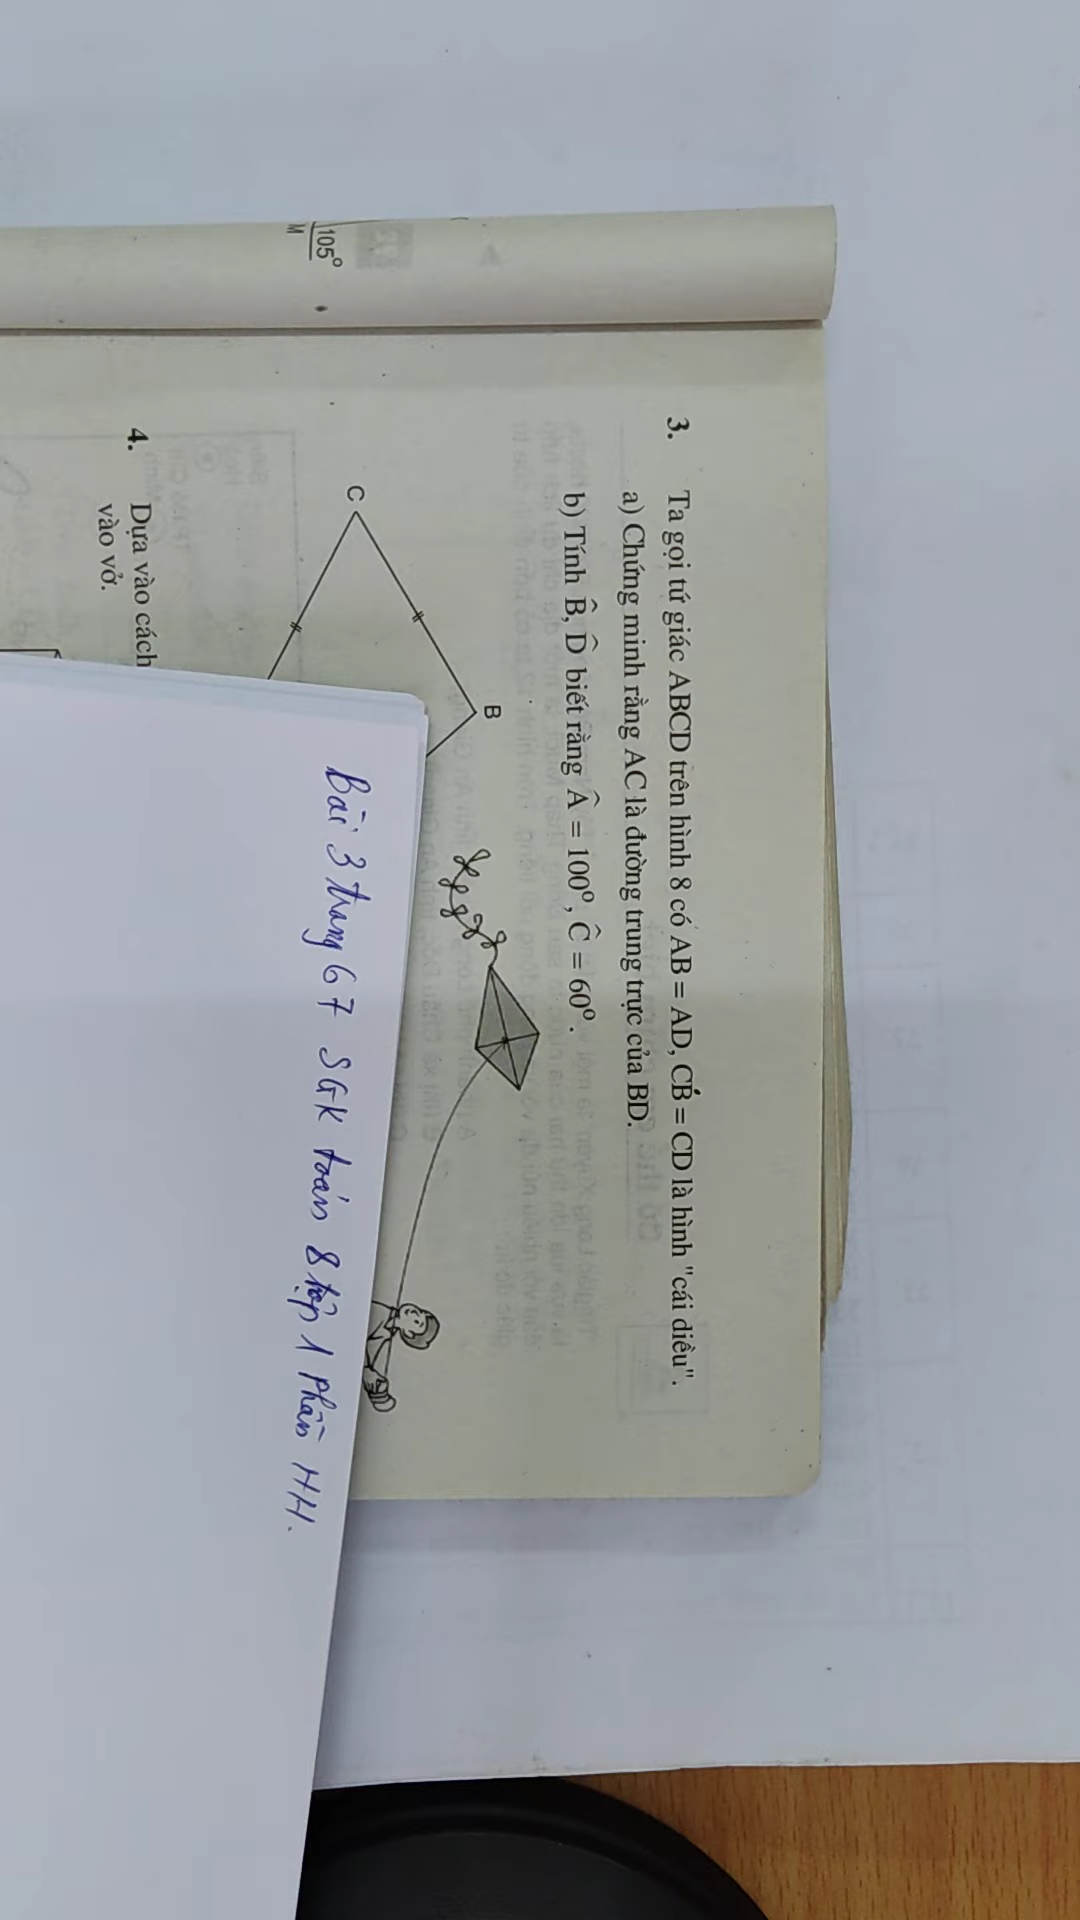 105°
M
3. Ta gọi tứ giác ABCD trên hình 8 có AB = AD, CB = CD là hình "cái diều".
a) Chứng minh rằng AC là đường trung trực của BD.
b) Tính B̂, D̂ biết rằng Â = 100°, Ĉ = 60°.
B
C
4. Dựa vào cách
vào vở.
Bài 3 trang 67 SGK toán 8 tập 1 phần HH.